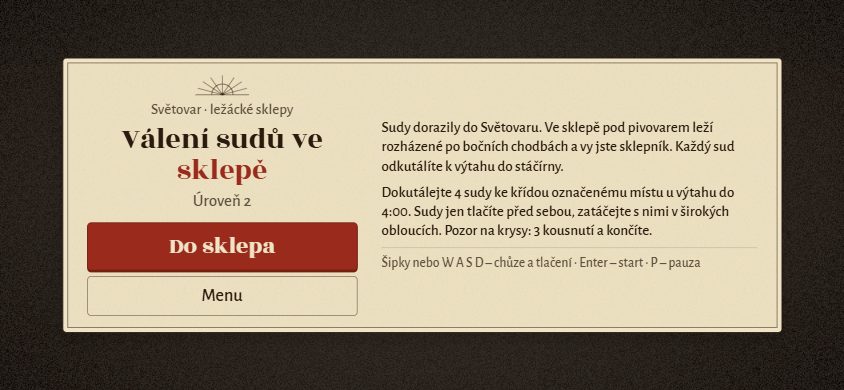 Světovar · ležácké sklepy
Válení sudů ve
sklepě
Úroveň 2
Do sklepa
Menu
Sudy dorazily do Světovaru. Ve sklepě pod pivovarem leží
rozházené po bočních chodbách a vy jste sklepník. Každý sud
odkutálíte k výtahu do stáčírny.
Dokutálejte 4 sudy ke křídou označenému místu u výtahu do
4:00. Sudy jen tlačíte před sebou, zatáčejte s nimi v širokých
obloucích. Pozor na krysy: 3 kousnutí a končíte.
Šipky nebo W A S D – chůze a tlačení · Enter – start · P – pauza